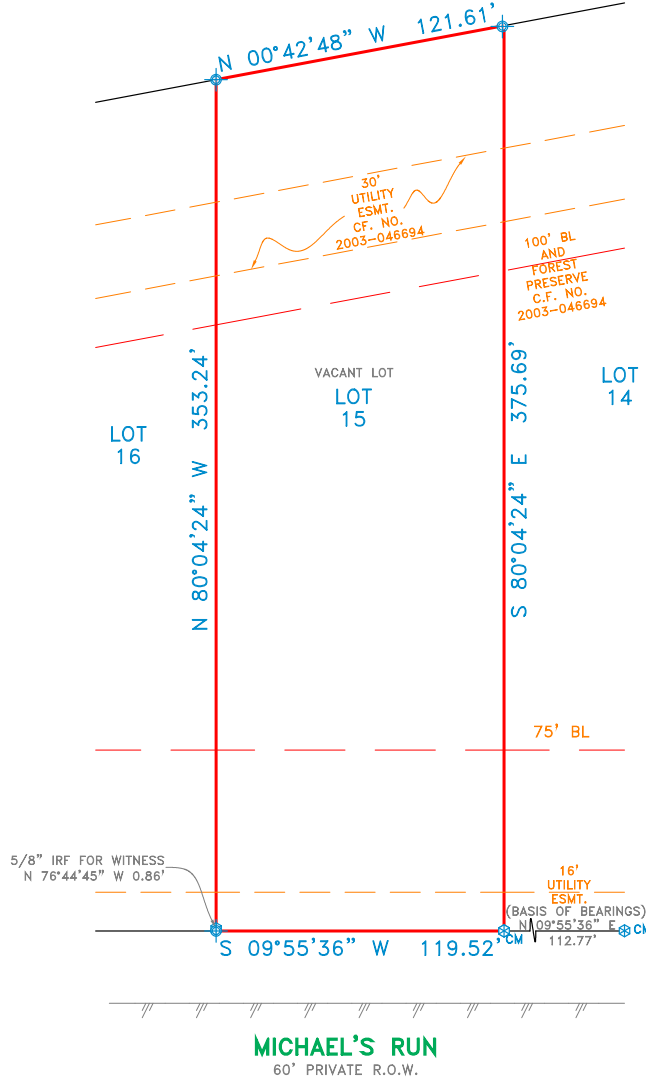 N 00°42'48" W 121.61'
30'
UTILITY
ESMT.
CF. NO.
2003-046694
100' BL
AND
FOREST
PRESERVE
C.F. NO.
2003-046694
N 80°04'24" W 353.24'
S 80°04'24" E 375.69'
VACANT LOT
LOT
15
LOT
14
LOT
16
75' BL
5/8" IRF FOR WITNESS
N 76°44'45" W 0.86'
16'
UTILITY
ESMT.
(BASIS OF BEARINGS)
N 09°55'36" E
112.77'
S 09°55'36" W 119.52'
CM
CM
MICHAEL'S RUN
60' PRIVATE R.O.W.